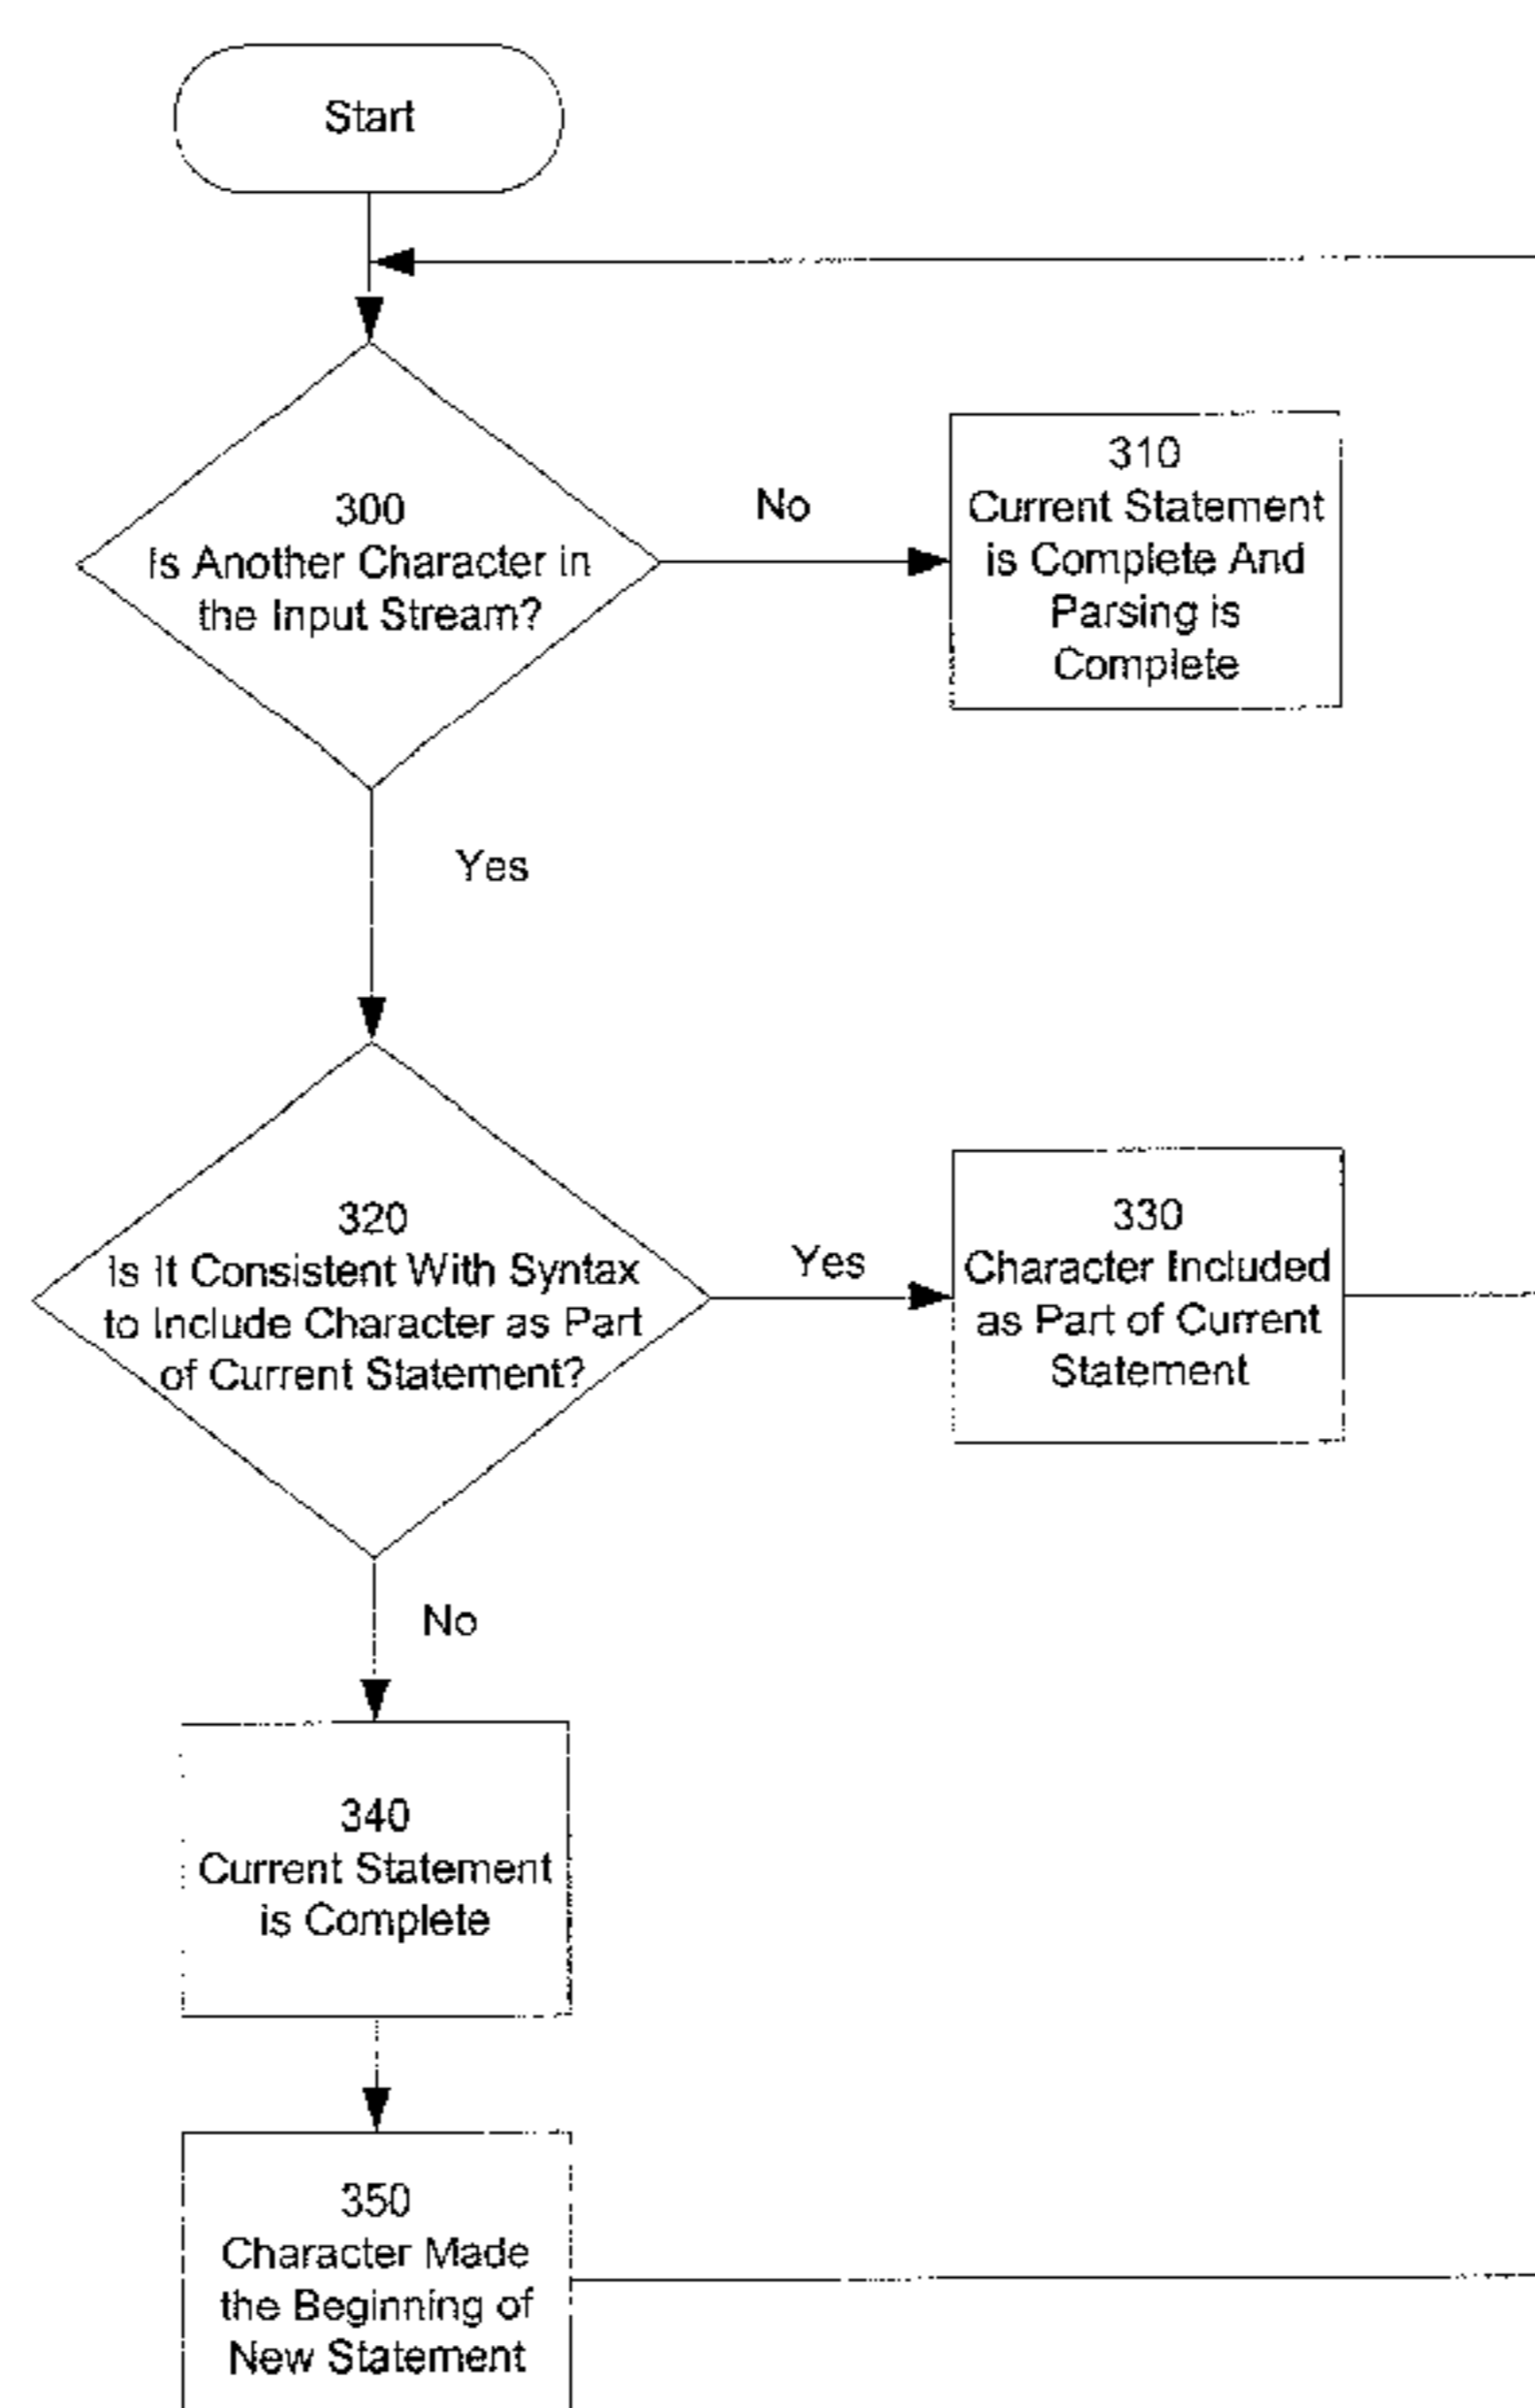 Start
300
Is Another Character in
the Input Stream?
No
310
Current Statement
is Complete And
Parsing is
Complete
Yes
320
Is It Consistent With Syntax
to Include Character as Part
of Current Statement?
Yes
330
Character Included
as Part of Current
Statement
No
340
Current Statement
is Complete
350
Character Made
the Beginning of
New Statement